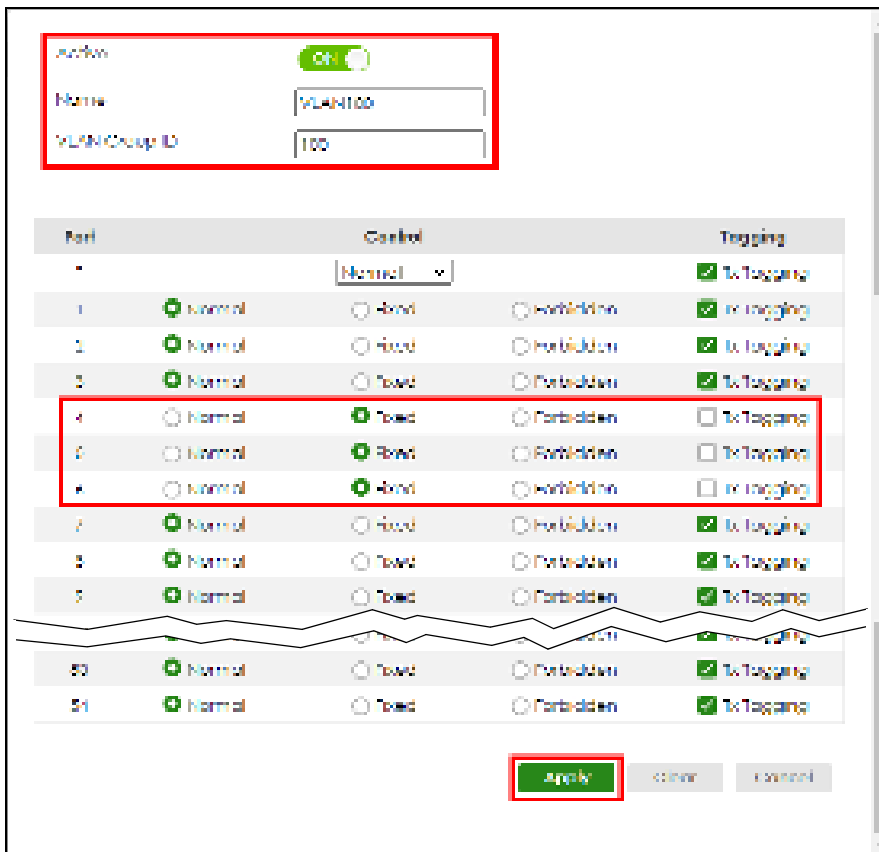 Active ON
Name VLAN100
VLAN Group ID 100
Port Control Tagging
* Normal Tx Tagging
1 Normal Fixed Forbidden Tx Tagging
2 Normal Fixed Forbidden Tx Tagging
3 Normal Fixed Forbidden Tx Tagging
4 Normal Fixed Forbidden Tx Tagging
5 Normal Fixed Forbidden Tx Tagging
6 Normal Fixed Forbidden Tx Tagging
7 Normal Fixed Forbidden Tx Tagging
8 Normal Fixed Forbidden Tx Tagging
9 Normal Fixed Forbidden Tx Tagging
53 Normal Fixed Forbidden Tx Tagging
54 Normal Fixed Forbidden Tx Tagging
Apply Clear Cancel